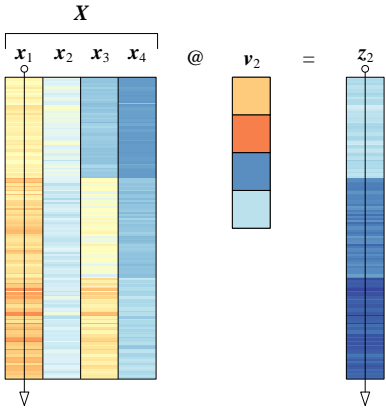 X
x₁ x₂ x₃ x₄ @ v₂ = z₂